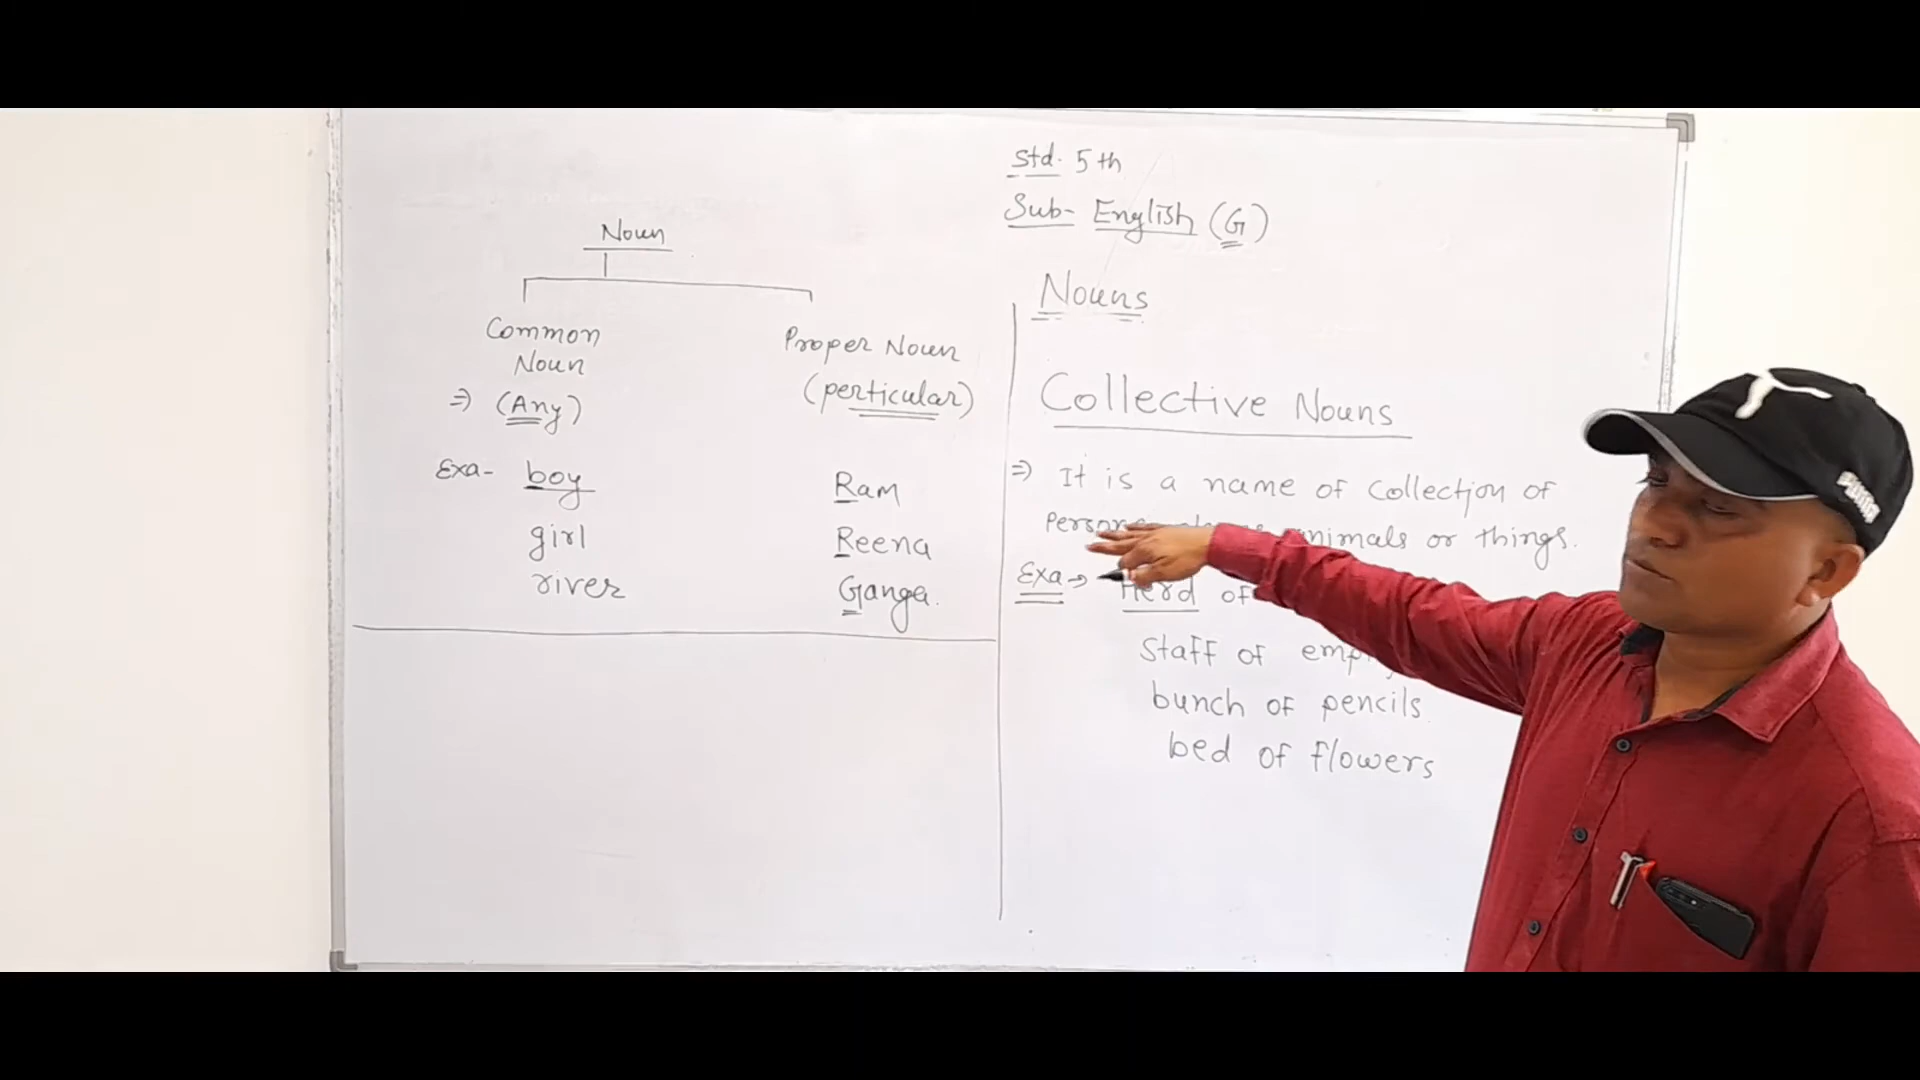 Std. 5th
Sub- English (G)
Noun
Common
Noun
⇒ (Any)
Exa- boy
girl
river
Proper Noun
(perticular)
Ram
Reena
Ganga.
Nouns
Collective Nouns
⇒ It is a name of collection of
animals or things.
Exa → Herd of
Staff of
bunch of pencils
bed of flowers
PUMA